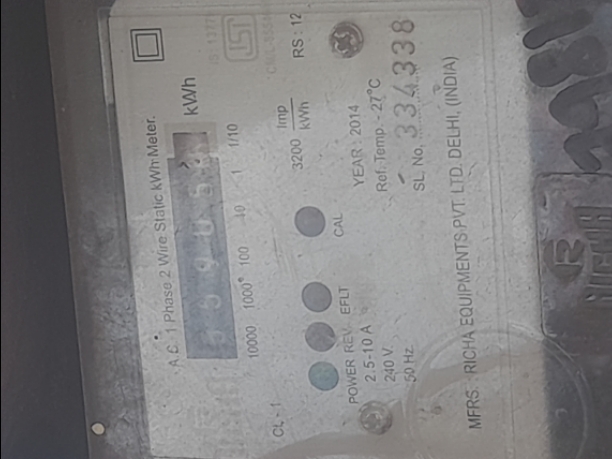 A.C. 1 Phase 2 Wire Static kWh Meter.
kWh
10000 1000 100 10 1 1/10
CL - 1
3200 Imp/kWh
RS : 12
POWER REV. EFLT CAL
2.5-10 A
240 V
50 Hz
YEAR : 2014
Ref. Temp. - 27°C
SL. No. 334338
MFRS : RICHA EQUIPMENTS PVT. LTD. DELHI, (INDIA)